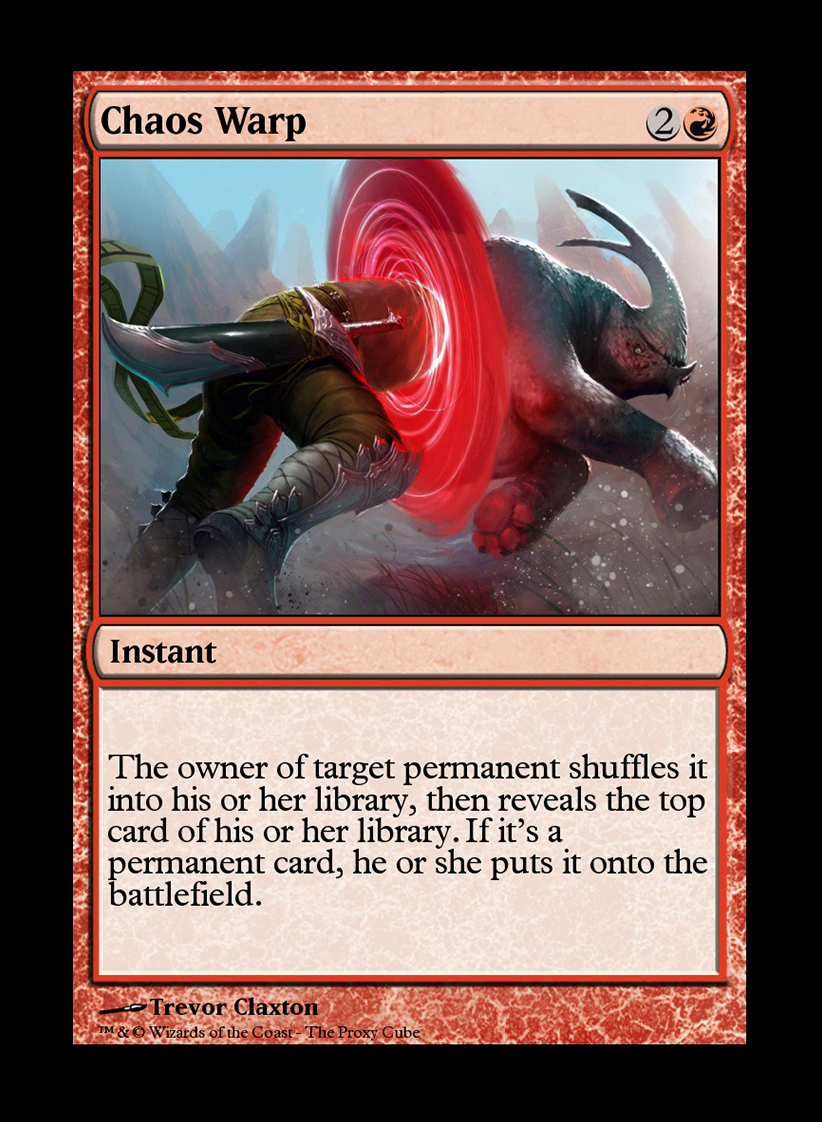 Chaos Warp 2
Instant
The owner of target permanent shuffles it
into his or her library, then reveals the top
card of his or her library. If it's a
permanent card, he or she puts it onto the
battlefield.
Trevor Claxton
™ & © Wizards of the Coast - The Proxy Cube